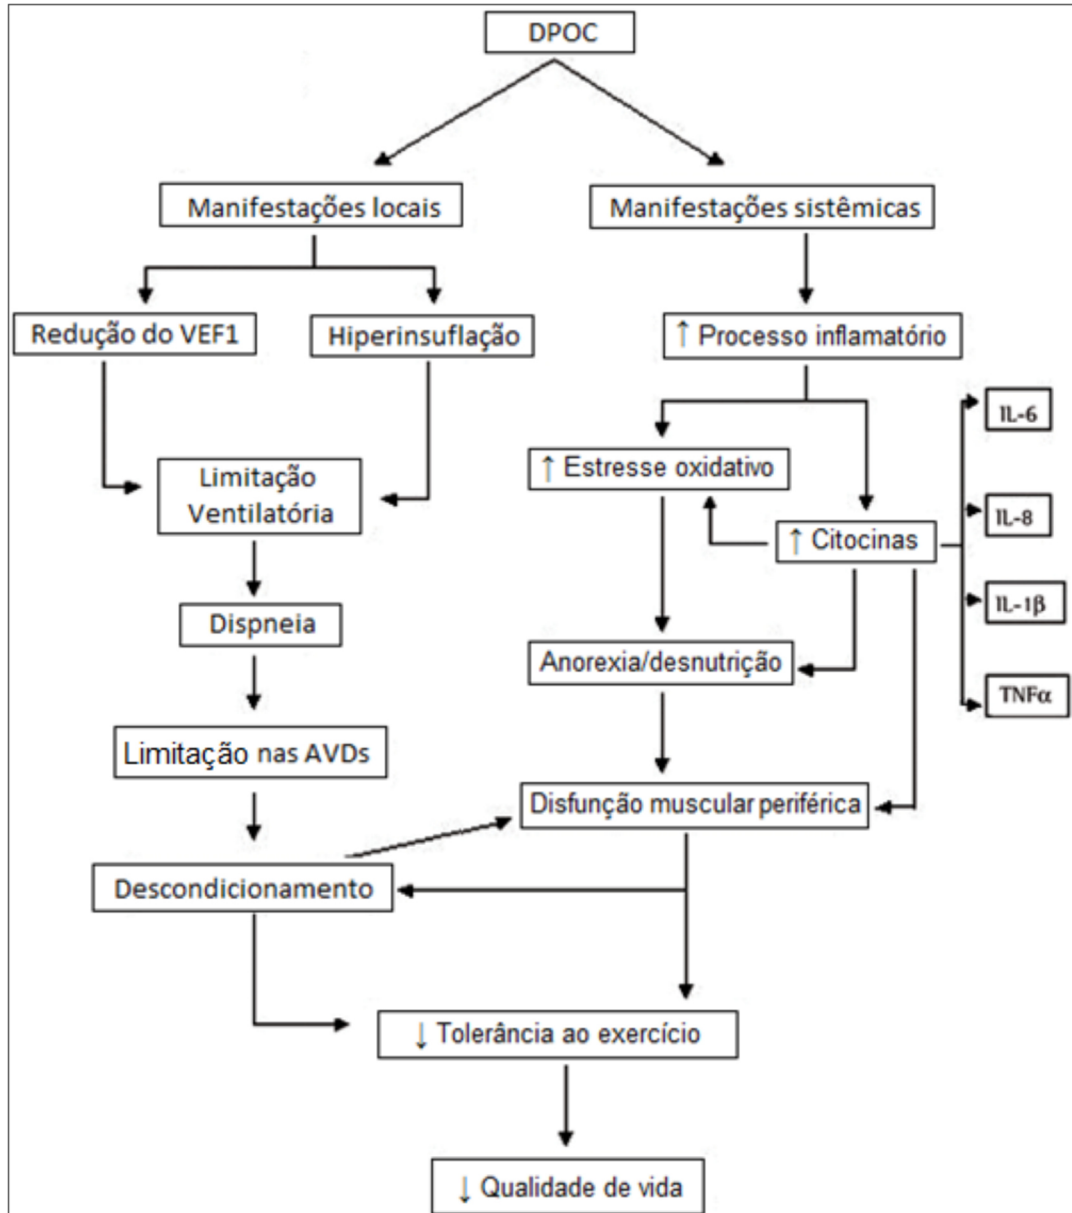 DPOC
Manifestações locais
Manifestações sistêmicas
Redução do VEF1
Hiperinsuflação
↑ Processo inflamatório
IL-6
Limitação
Ventilatória
↑ Estresse oxidativo
IL-8
↑ Citocinas
Dispneia
IL-1β
Anorexia/desnutrição
TNFα
Limitação nas AVDs
Disfunção muscular periférica
Descondicionamento
↓ Tolerância ao exercício
↓ Qualidade de vida